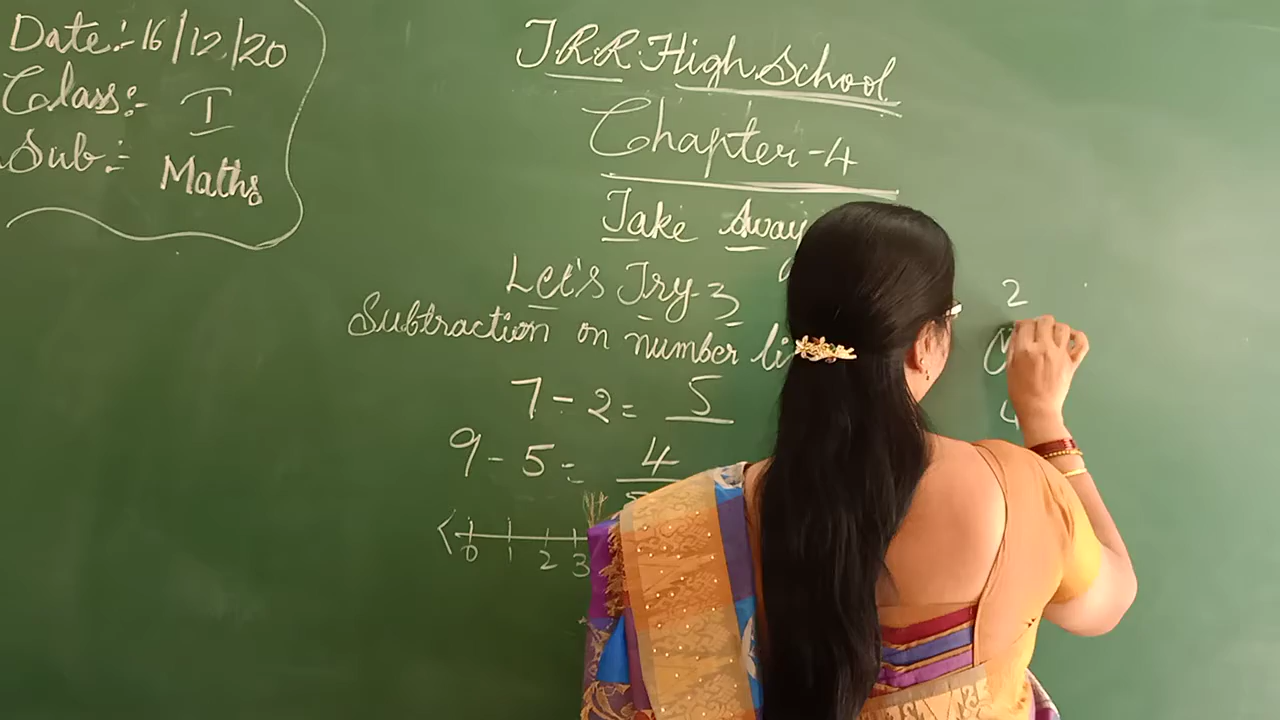 Date:- 16/12/20
Class:- I
Sub:- Maths
J.R.R. High School
Chapter-4
Take Away
Let's Try-3
Subtraction on number li
7-2= 5
9-5= 4
0 1 2 3
2
4